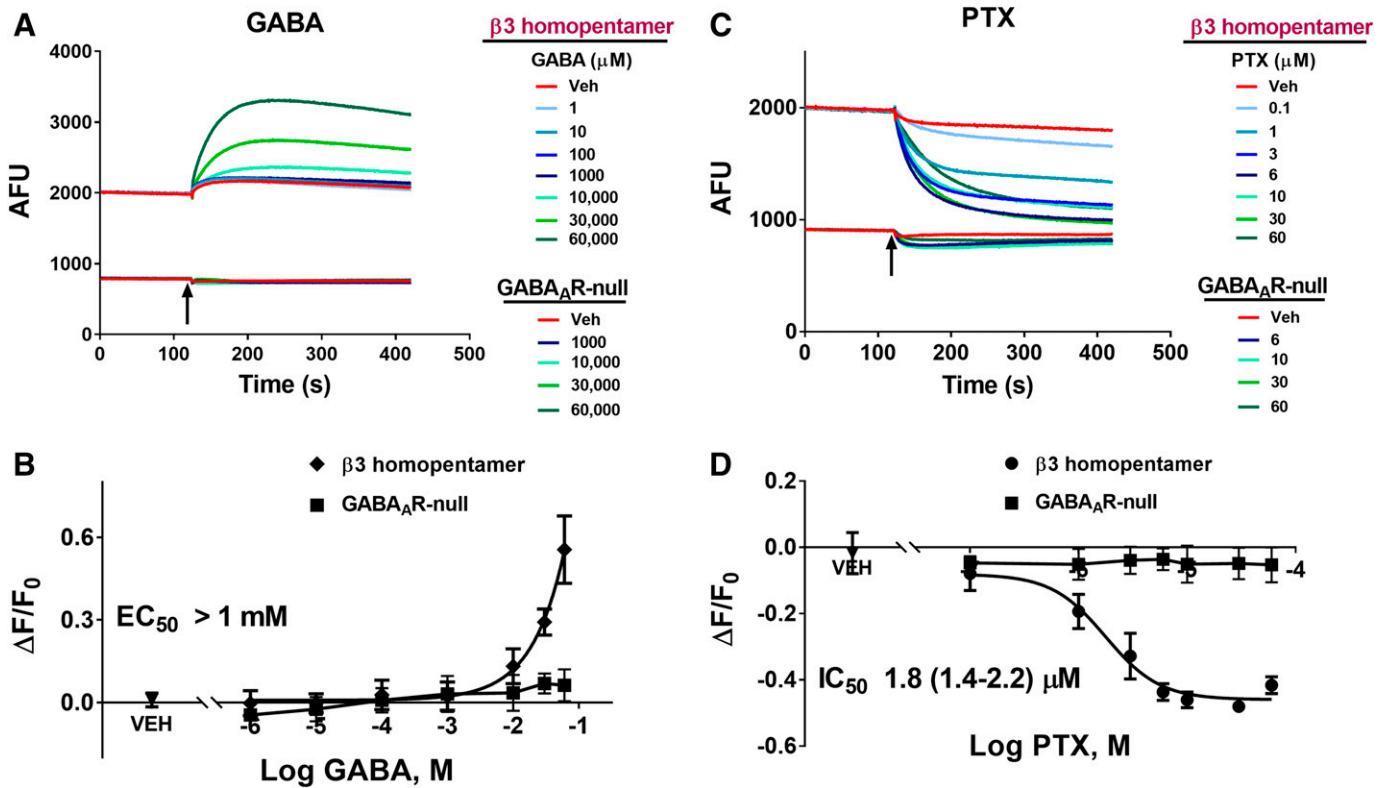 A
GABA
β3 homopentamer
GABA (μM)
Veh
1
10
100
1000
10,000
30,000
60,000
GABA_AR-null
Veh
1000
10,000
30,000
60,000
AFU
4000
3000
2000
1000
0
0 100 200 300 400 500
Time (s)
C
PTX
β3 homopentamer
PTX (μM)
Veh
0.1
1
3
6
10
30
60
GABA_AR-null
Veh
6
10
30
60
AFU
2000
1000
0
0 100 200 300 400 500
Time (s)
B
β3 homopentamer
GABA_AR-null
ΔF/F₀
0.6
0.3
0.0
EC₅₀ > 1 mM
VEH
-6 -5 -4 -3 -2 -1
Log GABA, M
D
β3 homopentamer
GABA_AR-null
ΔF/F₀
0.2
0.0
-0.2
-0.4
-0.6
VEH
-4
IC₅₀ 1.8 (1.4-2.2) μM
Log PTX, M